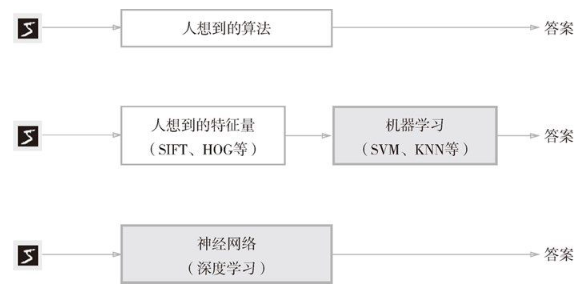 5
人想到的算法
答案
5
人想到的特征量
（SIFT、HOG等）
机器学习
（SVM、KNN等）
答案
5
神经网络
（深度学习）
答案